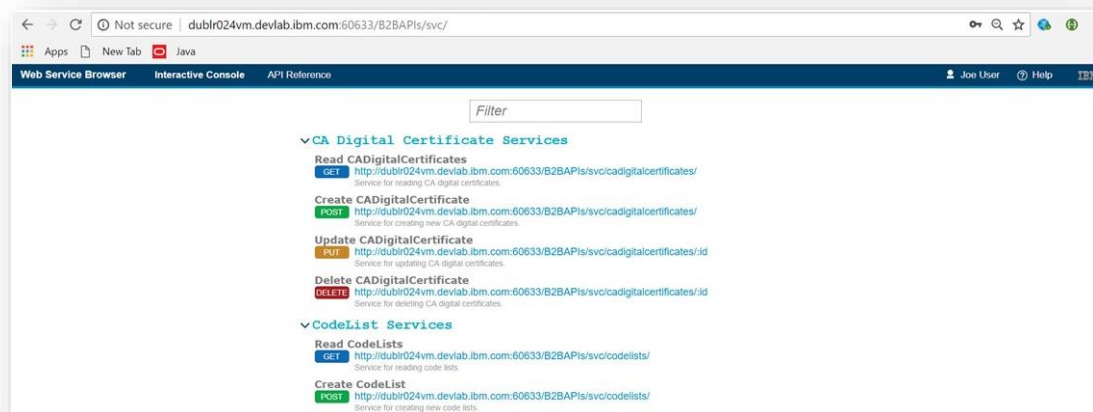 Not secure | dublr024vm.devlab.ibm.com:60633/B2BAPIs/svc/
Apps New Tab Java
Web Service Browser Interactive Console API Reference Joe User Help IBM
Filter
CA Digital Certificate Services
Read CADigitalCertificates
GET http://dublr024vm.devlab.ibm.com:60633/B2BAPIs/svc/cadigitalcertificates/
Service for reading CA digital certificates.
Create CADigitalCertificate
POST http://dublr024vm.devlab.ibm.com:60633/B2BAPIs/svc/cadigitalcertificates/
Service for creating new CA digital certificates.
Update CADigitalCertificate
PUT http://dublr024vm.devlab.ibm.com:60633/B2BAPIs/svc/cadigitalcertificates/:id
Service for updating CA digital certificates.
Delete CADigitalCertificate
DELETE http://dublr024vm.devlab.ibm.com:60633/B2BAPIs/svc/cadigitalcertificates/:id
Service for deleting CA digital certificates.
CodeList Services
Read CodeLists
GET http://dublr024vm.devlab.ibm.com:60633/B2BAPIs/svc/codelists/
Service for reading code lists.
Create CodeList
POST http://dublr024vm.devlab.ibm.com:60633/B2BAPIs/svc/codelists/
Service for creating new code lists.